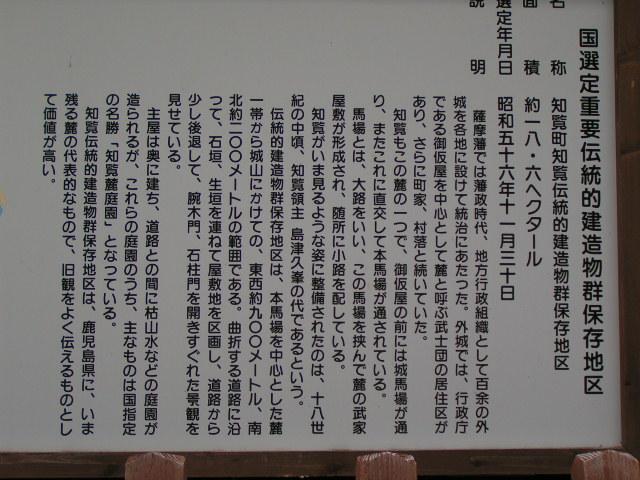 国選定重要伝統的建造物群保存地区
名称 知覧町知覧伝統的建造物群保存地区
面積 約一八・六ヘクタール
選定年月日 昭和五十六年十一月三十日
説明
薩摩藩では藩政時代、地方行政組織として百余の外
城を各地に設けて統治にあたつた。外城では、行政庁
である御仮屋を中心として麓と呼ぶ武士団の居住区が
あり、さらに町家、村落と続いていた。
知覧もこの麓の一つで、御仮屋の前には城馬場が通
り、またこれに直交して本馬場が通されている。
馬場とは、大路をいい、この馬場を挟んで麓の武家
屋敷が形成され、随所に小路を配している。
知覧がいま見るような姿に整備されたのは、十八世
紀の中頃、知覧領主 島津久峯の代であるという。
伝統的建造物群保存地区は、本馬場を中心とした麓
一帯から城山にかけての、東西約九〇〇メートル、南
北約二〇〇メートルの範囲である。曲折する道路に沿
つて、石垣、生垣を連ねて屋敷地を区画し、道路から
少し後退して、腕木門、石柱門を開きすぐれた景観を
見せている。
主屋は奥に建ち、道路との間に枯山水などの庭園が
造られるが、これらの庭園のうち、主なものは国指定
の名勝「知覧麓庭園」となつている。
知覧伝統的建造物群保存地区は、鹿児島県に、いま
残る麓の代表的なもので、旧観をよく伝えるものとし
て価値が高い。